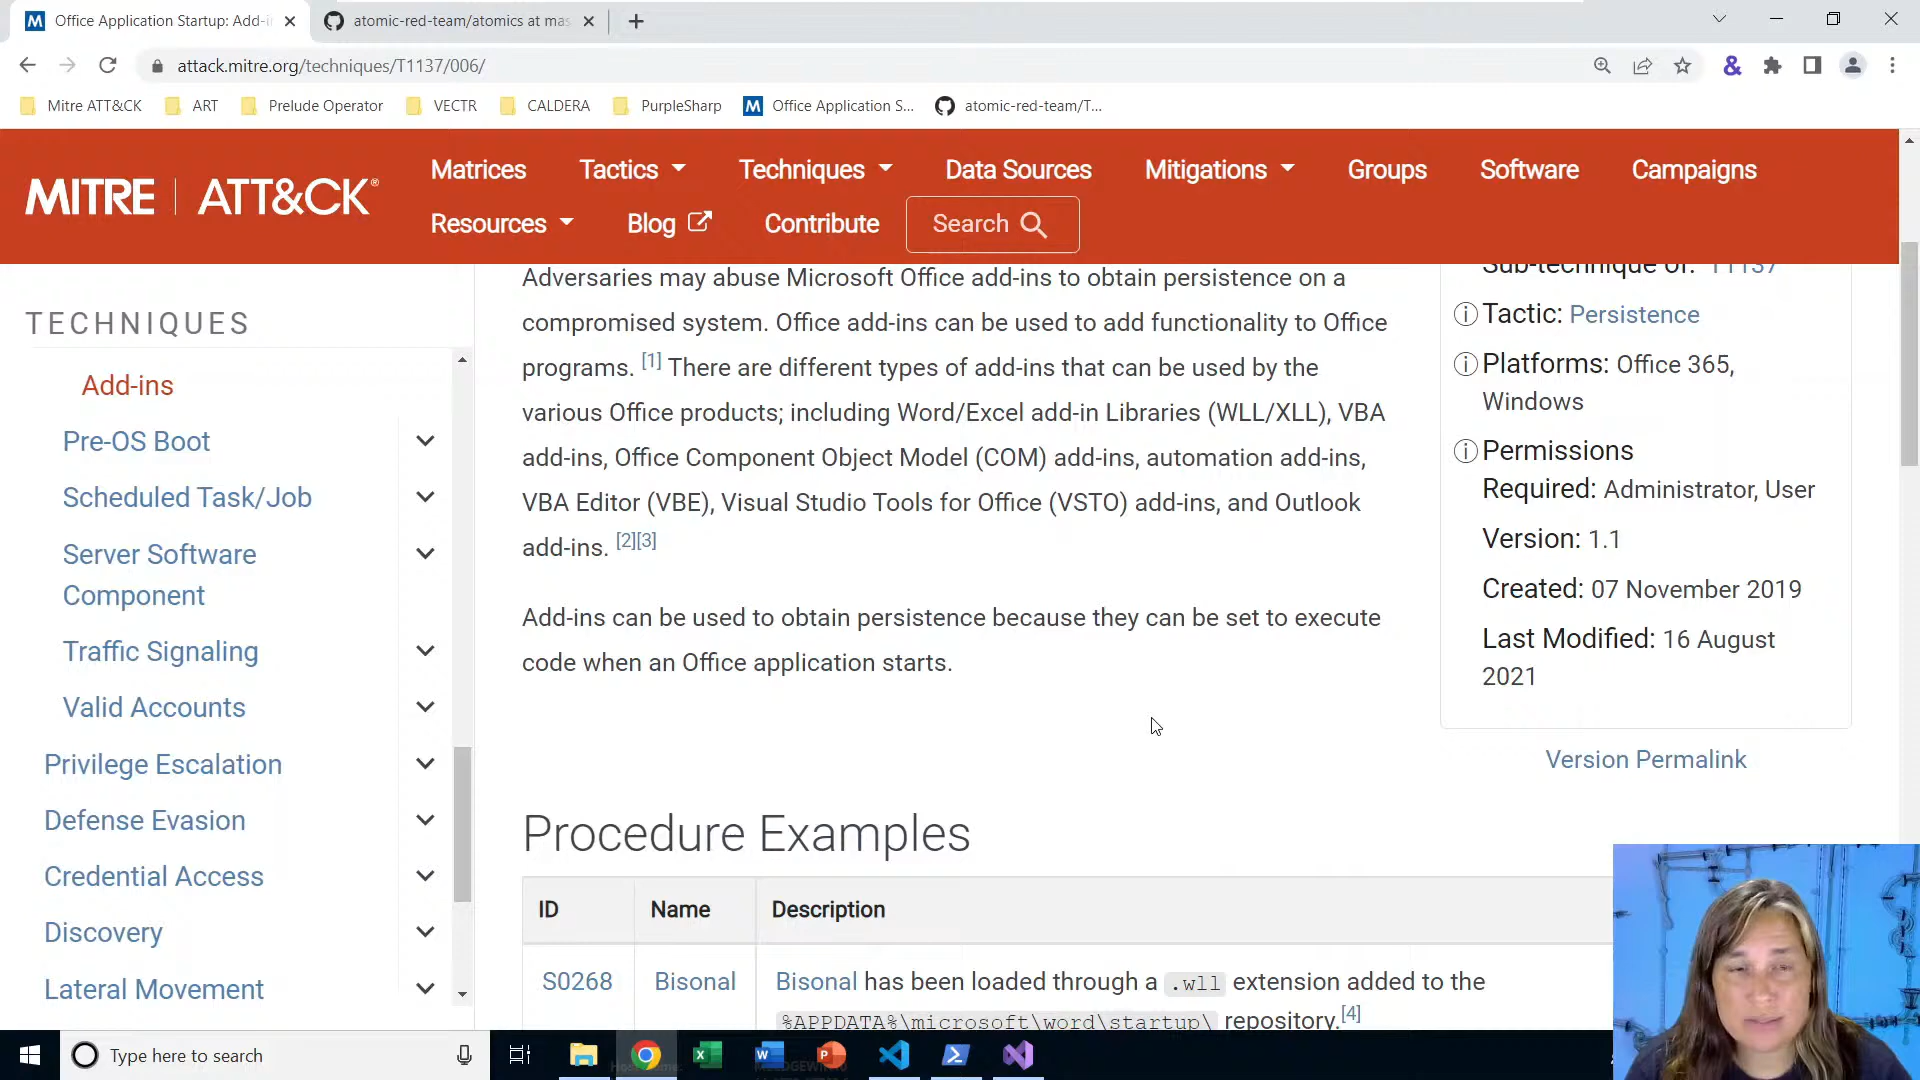 Office Application Startup: Add-i
atomic-red-team/atomics at mas
attack.mitre.org/techniques/T1137/006/
Mitre ATT&CK
ART
Prelude Operator
VECTR
CALDERA
PurpleSharp
Office Application S...
atomic-red-team/T...
MITRE | ATT&CK®
Matrices
Tactics
Techniques
Data Sources
Mitigations
Groups
Software
Campaigns
Resources
Blog
Contribute
Search
TECHNIQUES
Add-ins
Pre-OS Boot
Scheduled Task/Job
Server Software
Component
Traffic Signaling
Valid Accounts
Privilege Escalation
Defense Evasion
Credential Access
Discovery
Lateral Movement
Adversaries may abuse Microsoft Office add-ins to obtain persistence on a
compromised system. Office add-ins can be used to add functionality to Office
programs. [1] There are different types of add-ins that can be used by the
various Office products; including Word/Excel add-in Libraries (WLL/XLL), VBA
add-ins, Office Component Object Model (COM) add-ins, automation add-ins,
VBA Editor (VBE), Visual Studio Tools for Office (VSTO) add-ins, and Outlook
add-ins. [2][3]
Add-ins can be used to obtain persistence because they can be set to execute
code when an Office application starts.
Sub-technique of: T1137
Tactic: Persistence
Platforms: Office 365,
Windows
Permissions
Required: Administrator, User
Version: 1.1
Created: 07 November 2019
Last Modified: 16 August
2021
Version Permalink
Procedure Examples
ID Name Description
S0268 Bisonal Bisonal has been loaded through a .wll extension added to the
%APPDATA%\microsoft\word\startup\ repository.[4]
Type here to search